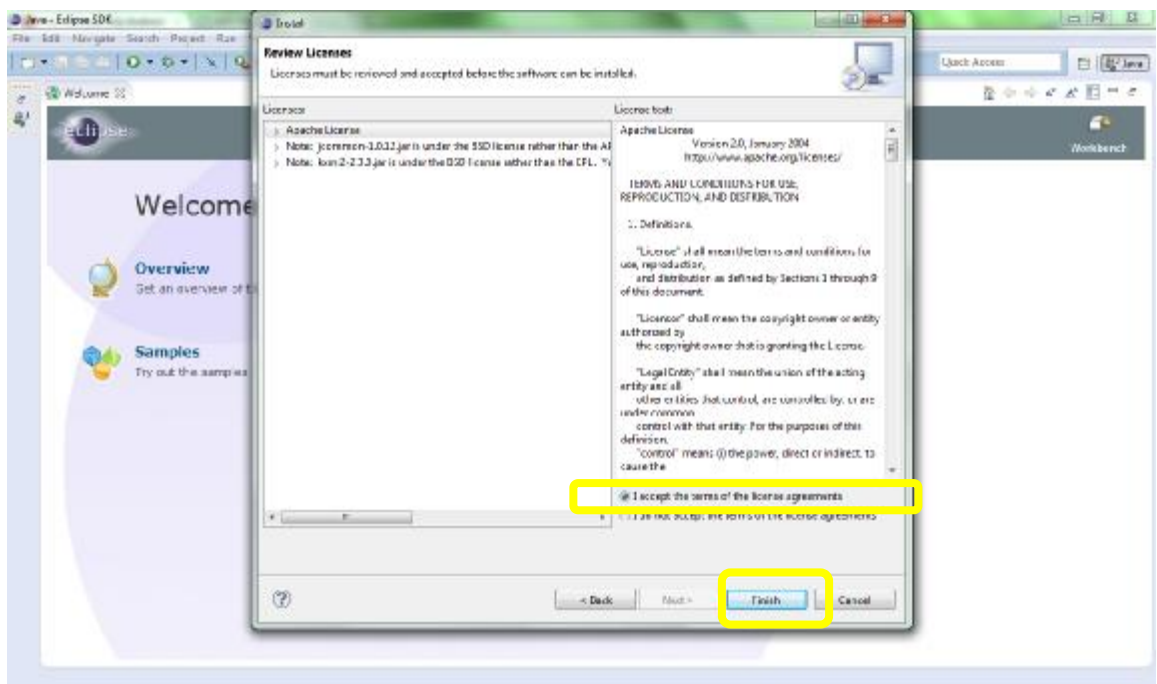 Java - Eclipse SDK
File Edit Navigate Search Project Run
Quick Access
Java
Welcome
eclipse
Workbench
Welcome
Overview
Get an overview of
Samples
Try out the samples
Install
Review Licenses
Licenses must be reviewed and accepted before the software can be installed.
Licenses:
Apache License
Note: jcommon-1.0.12.jar is under the BSD license rather than the
Note: is under the BSD license rather than the
License text:
Apache License
Version 2.0, January 2004
http://www.apache.org/licenses/
TERMS AND CONDITIONS FOR USE,
REPRODUCTION, AND DISTRIBUTION
1. Definitions.
"License" shall mean the terms and conditions for
use, reproduction,
and distribution as defined by Sections 1 through 9
of this document.
"Licensor" shall mean the copyright owner or entity
authorized by
the copyright owner that is granting the License.
"Legal Entity" shall mean the union of the acting
entity and all
other entities that control, are controlled by, or are
under common
control with that entity. For the purposes of this
definition,
"control" means (i) the power, direct or indirect, to
cause the
I accept the terms of the license agreements
I do not accept the terms of the license agreements
< Back
Next >
Finish
Cancel